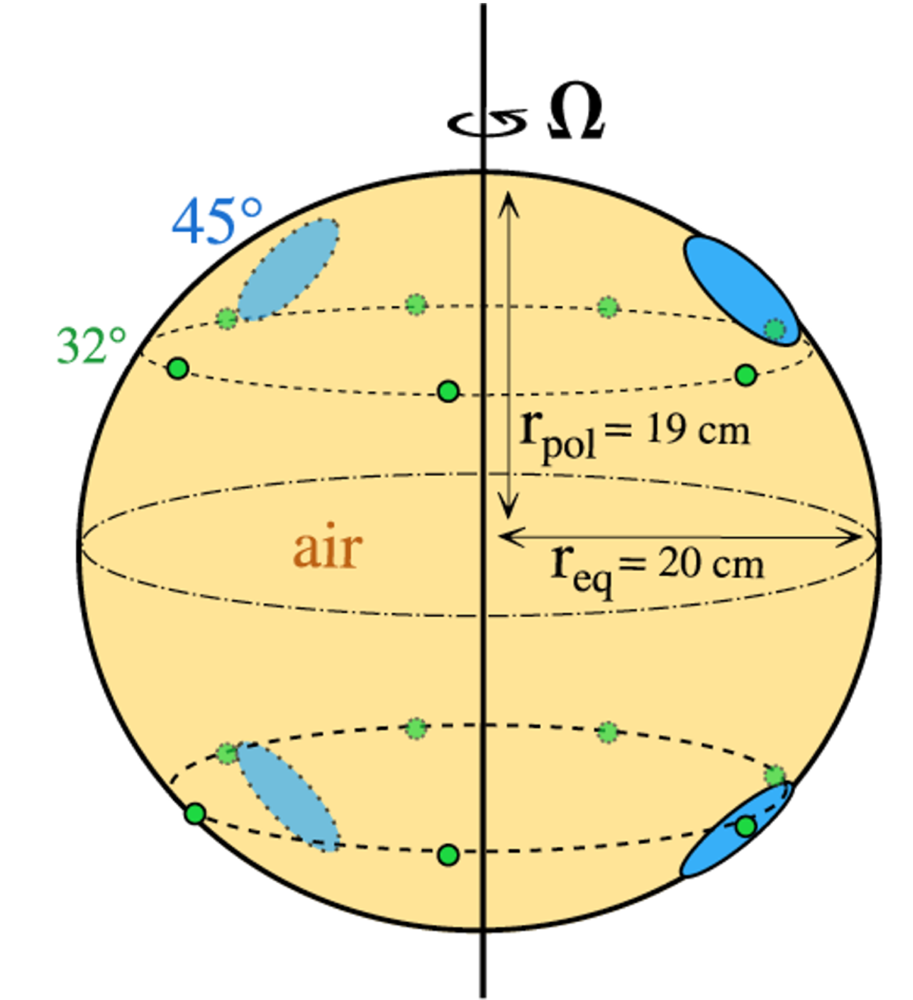 Ω
45°
32°
r_pol = 19 cm
air
r_eq = 20 cm